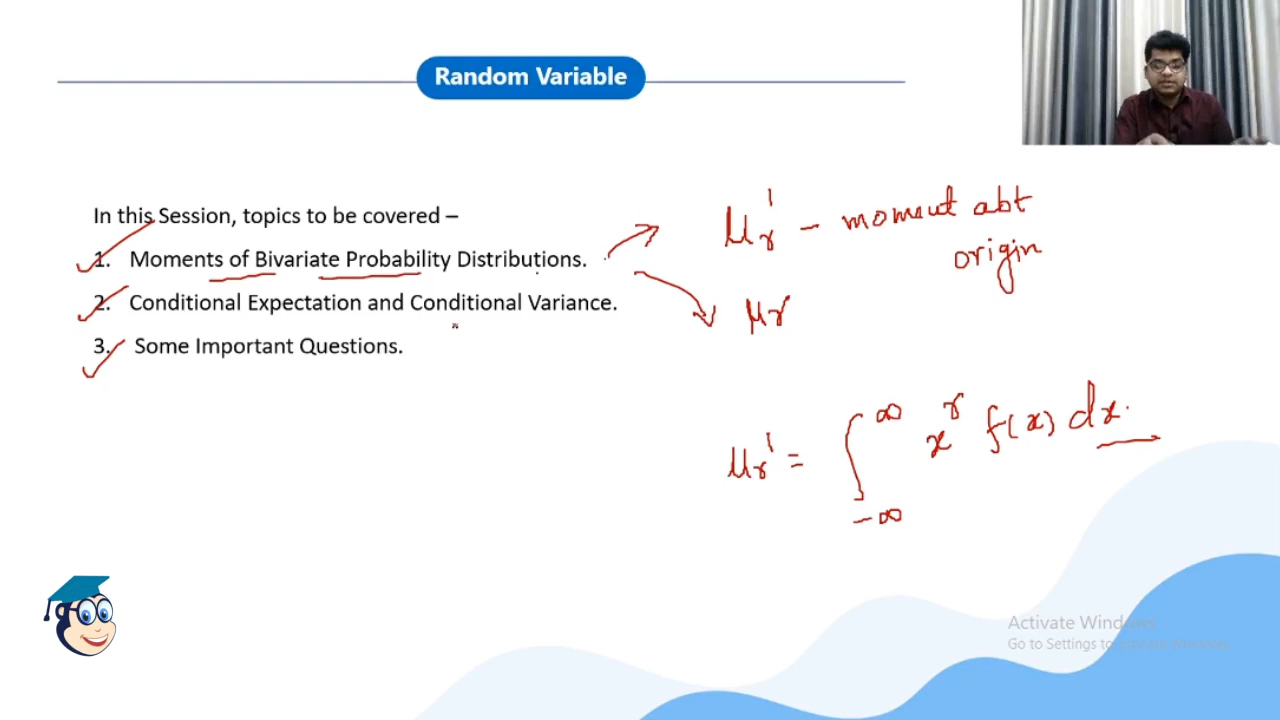 Random Variable
In this Session, topics to be covered –
1. Moments of Bivariate Probability Distributions.
2. Conditional Expectation and Conditional Variance.
3. Some Important Questions.
μr' – moment abt
origin
μr
μr' = ∫_{-∞}^{∞} x^r f(x) dx.
Activate Windows
Go to Settings to activate Windows.